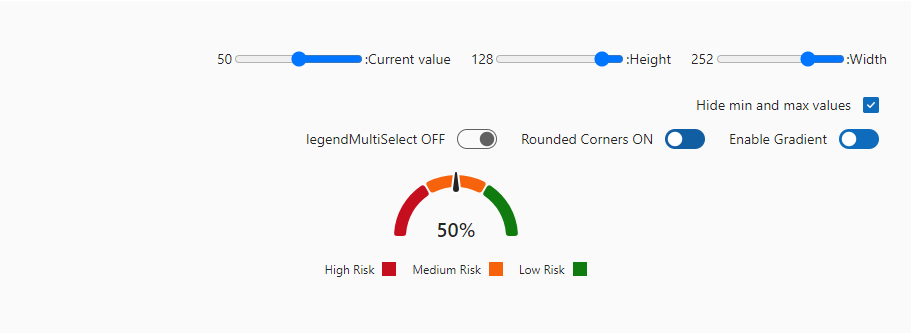 50 :Current value 128 :Height 252 :Width
Hide min and max values
legendMultiSelect OFF Rounded Corners ON Enable Gradient
50%
High Risk Medium Risk Low Risk